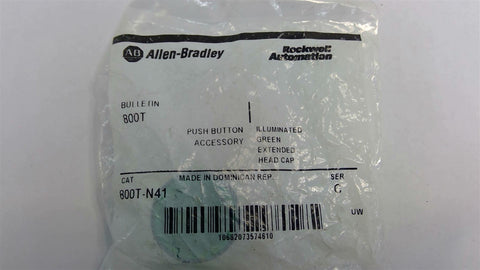 AB Allen-Bradley
Rockwell
Automation
BULLETIN
800T
PUSH BUTTON
ACCESSORY
ILLUMINATED
GREEN
EXTENDED
HEAD CAP
CAT
MADE IN DOMINICAN REP.
SER
800T-N41
C
UW
10662073574610